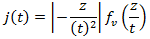 j(t) = |−z/(t)²| f_v(z/t)